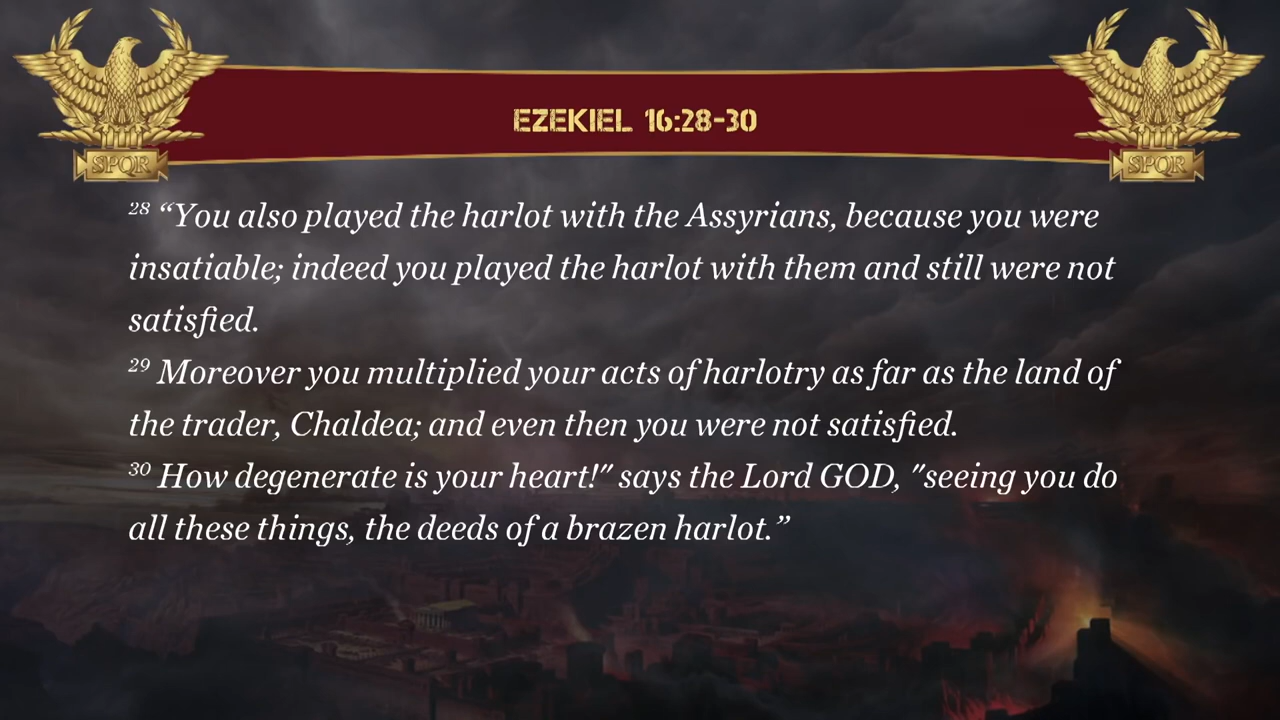 EZEKIEL 16:28-30
SPQR
SPQR
28 “You also played the harlot with the Assyrians, because you were
insatiable; indeed you played the harlot with them and still were not
satisfied.
29 Moreover you multiplied your acts of harlotry as far as the land of
the trader, Chaldea; and even then you were not satisfied.
30 How degenerate is your heart!" says the Lord GOD, "seeing you do
all these things, the deeds of a brazen harlot.”